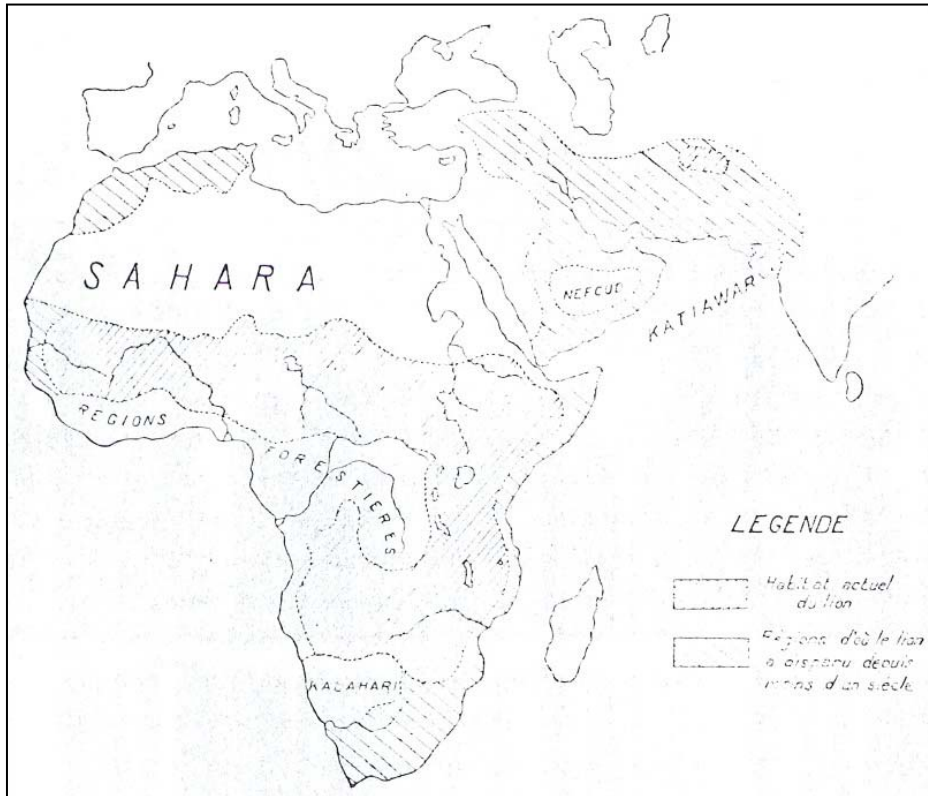 SAHARA
NEFOUD
KATIAWAR
RÉGIONS
FORESTIERES
KALAHARI
LEGENDE
Habitat actuel
du lion
Régions d'où le lion
a disparu depuis
moins d'un siècle